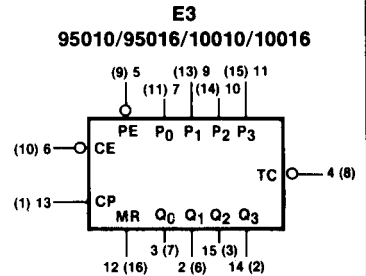 E3
95010/95016/10010/10016
(9) 5 (13) 9 (15) 11
(11) 7 (14) 10
PE P0 P1 P2 P3
(10) 6 CE
TC 4 (8)
(1) 13 CP
MR Q0 Q1 Q2 Q3
3 (7) 15 (3)
12 (16) 2 (6) 14 (2)